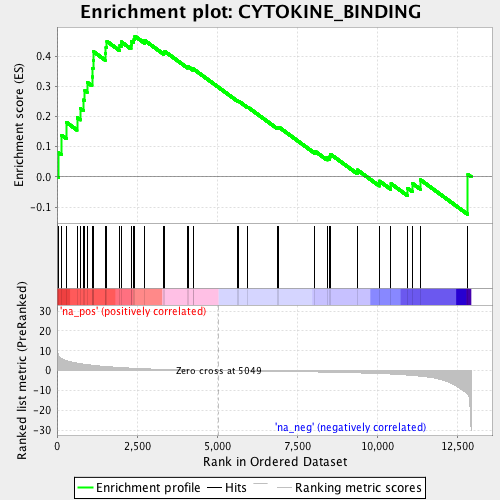 Enrichment plot: CYTOKINE_BINDING
Enrichment score (ES)
0.4
0.3
0.2
0.1
0.0
-0.1
'na_pos' (positively correlated)
Ranked list metric (PreRanked)
30
20
10
0
-10
-20
-30
Zero cross at 5049
'na_neg' (negatively correlated)
0
2,500
5,000
7,500
10,000
12,500
Rank in Ordered Dataset
Enrichment profile
Hits
Ranking metric scores